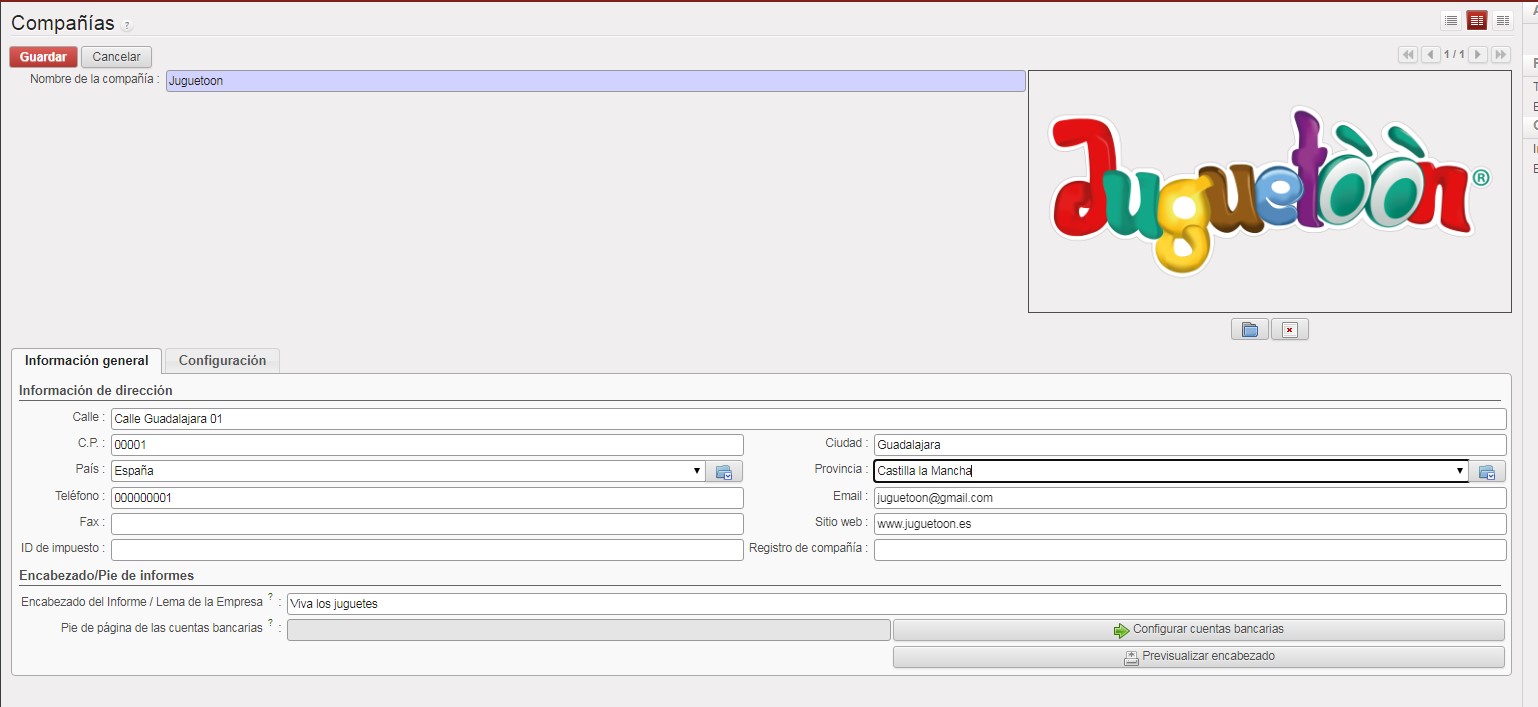 Compañías ?
Guardar Cancelar
1 / 1
Nombre de la compañía : Juguetoon
Juguetòòn®
Información general Configuración
Información de dirección
Calle : Calle Guadalajara 01
C.P. : 00001 Ciudad : Guadalajara
País : España Provincia : Castilla la Mancha
Teléfono : 000000001 Email : juguetoon@gmail.com
Fax : Sitio web : www.juguetoon.es
ID de impuesto : Registro de compañía :
Encabezado/Pie de informes
Encabezado del Informe / Lema de la Empresa ? : Viva los juguetes
Pie de página de las cuentas bancarias ? : Configurar cuentas bancarias
Previsualizar encabezado